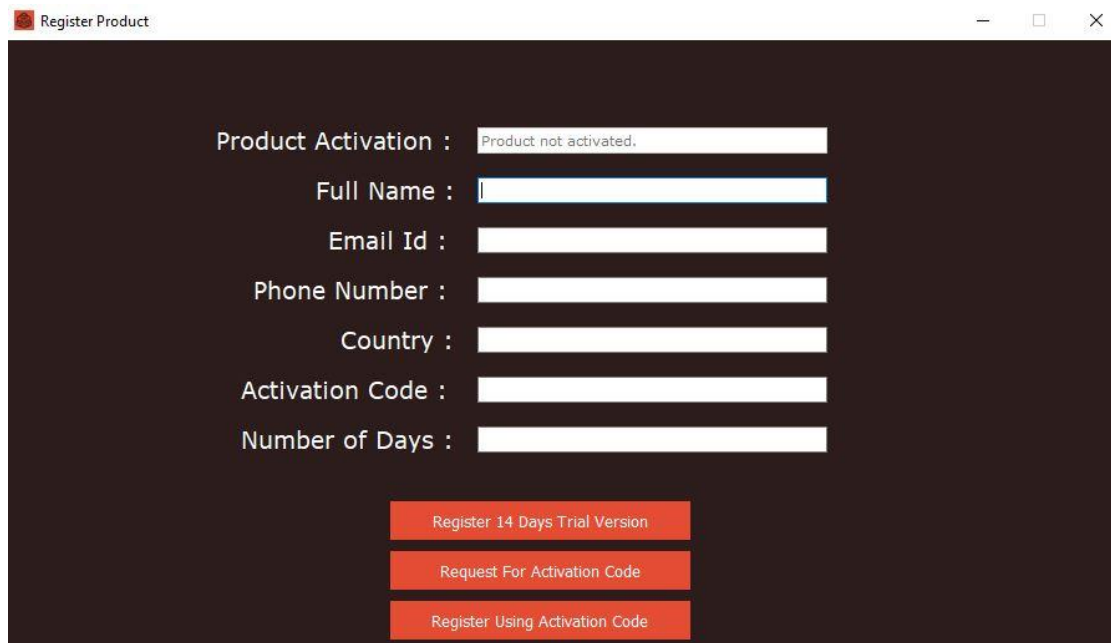 Register Product
Product Activation : Product not activated.
Full Name :
Email Id :
Phone Number :
Country :
Activation Code :
Number of Days :
Register 14 Days Trial Version
Request For Activation Code
Register Using Activation Code